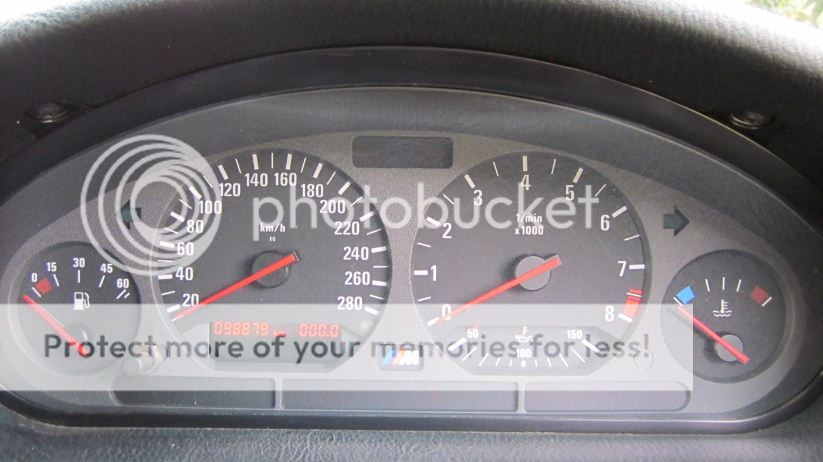 120 140 160 180
100 200
80 220
60 240
40 260
20 280
km/h
098879 000.0
3 4 5
2 6
1 7
0 8
1/min
x1000
0 15 30 45 60
50 100 150
M
photobucket
Protect more of your memories for less!